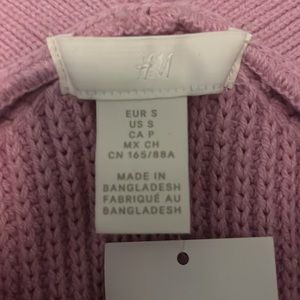 H&M
EUR S
US S
CA P
MX CH
CN 165/88A
MADE IN
BANGLADESH
FABRIQUÉ AU
BANGLADESH